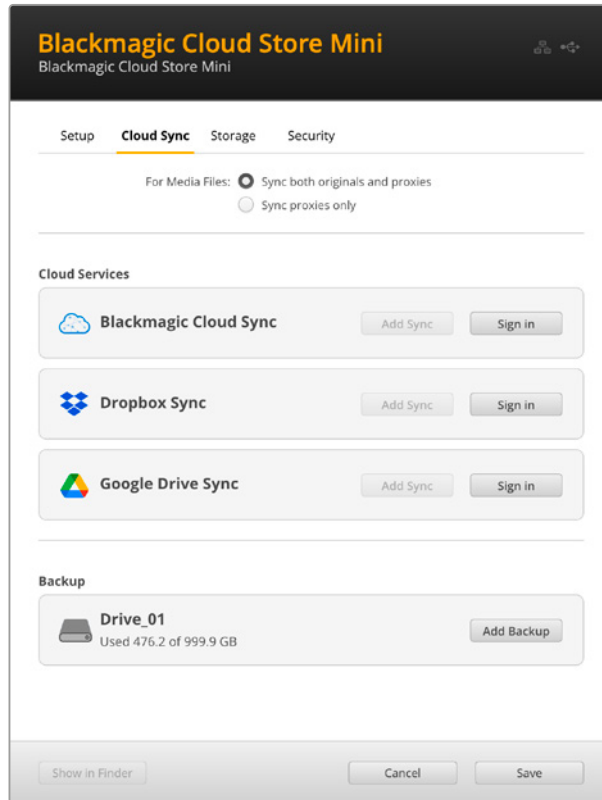 Blackmagic Cloud Store Mini
Blackmagic Cloud Store Mini
Setup Cloud Sync Storage Security
For Media Files: Sync both originals and proxies
Sync proxies only
Cloud Services
Blackmagic Cloud Sync Add Sync Sign in
Dropbox Sync Add Sync Sign in
Google Drive Sync Add Sync Sign in
Backup
Drive_01
Used 476.2 of 999.9 GB
Add Backup
Show in Finder Cancel Save